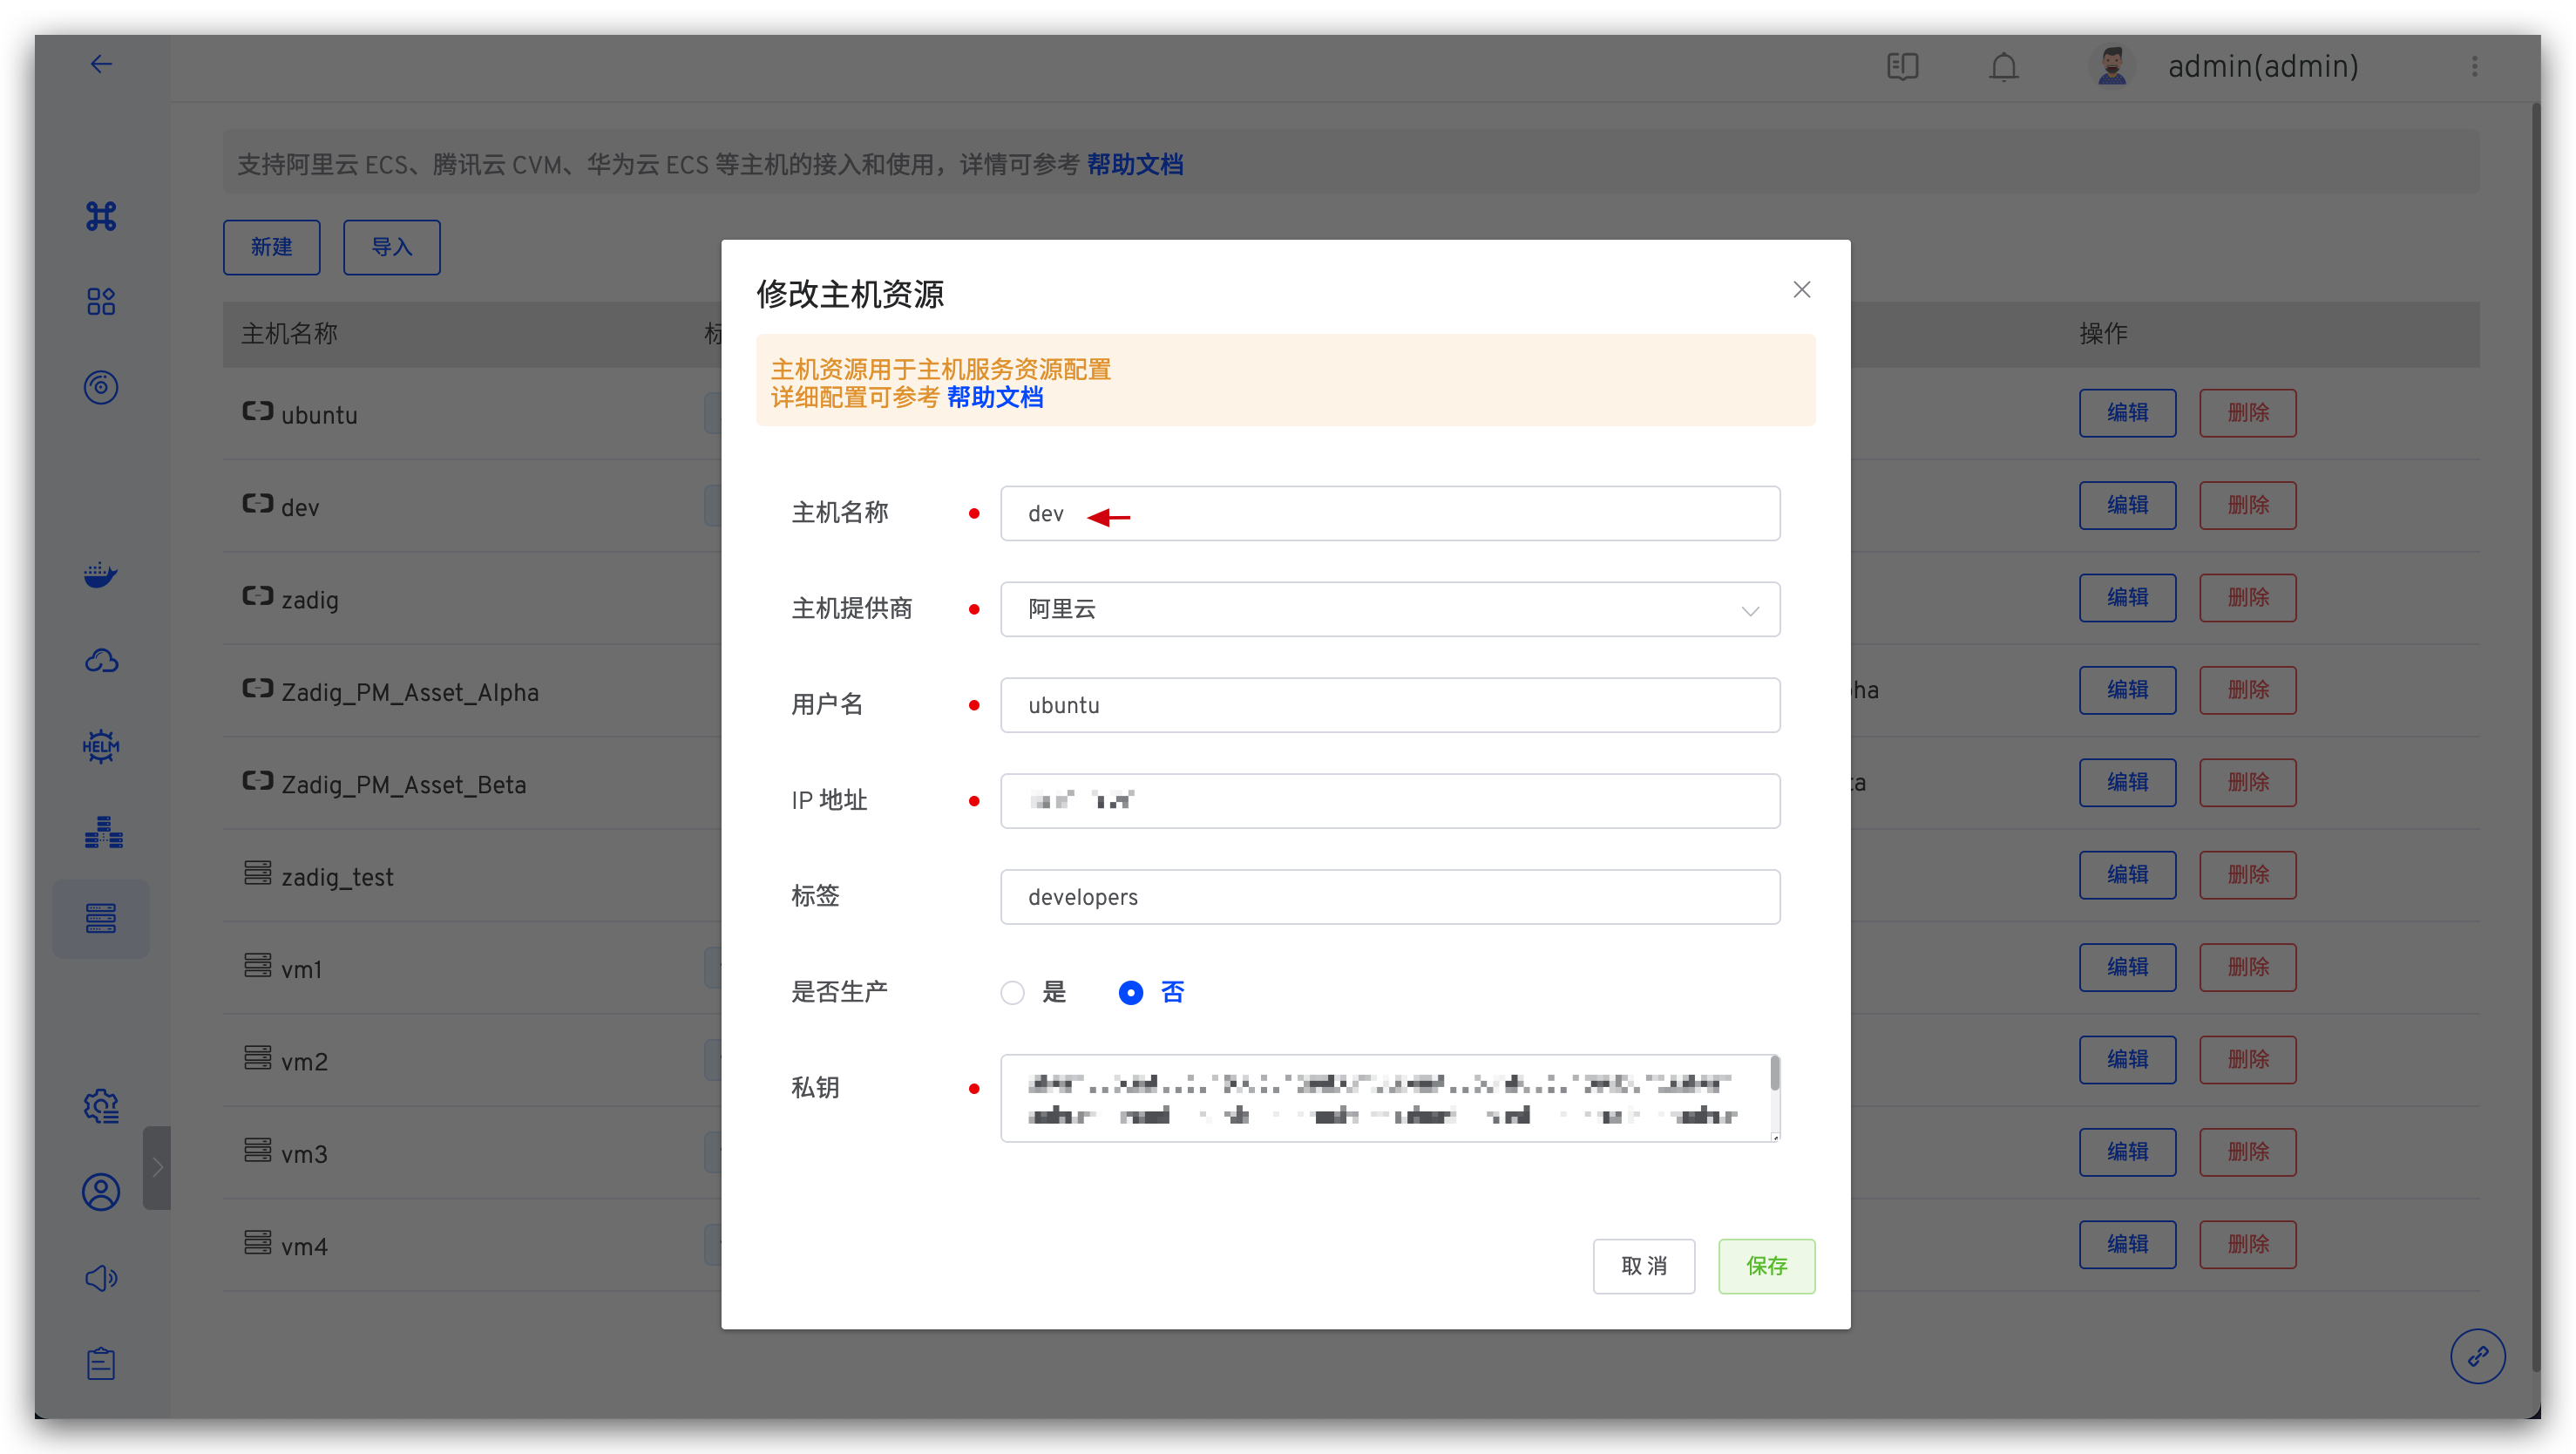 admin(admin)
支持阿里云 ECS、腾讯云 CVM、华为云 ECS 等主机的接入和使用，详情可参考 帮助文档
新建
导入
主机名称
操作
ubuntu
编辑
删除
dev
编辑
删除
zadig
编辑
删除
Zadig_PM_Asset_Alpha
ha
编辑
删除
Zadig_PM_Asset_Beta
ta
编辑
删除
zadig_test
编辑
删除
vm1
编辑
删除
vm2
编辑
删除
vm3
编辑
删除
vm4
编辑
删除
HELM
修改主机资源
主机资源用于主机服务资源配置
详细配置可参考 帮助文档
主机名称
dev
主机提供商
阿里云
用户名
ubuntu
IP 地址
标签
developers
是否生产
是
否
私钥
取 消
保存